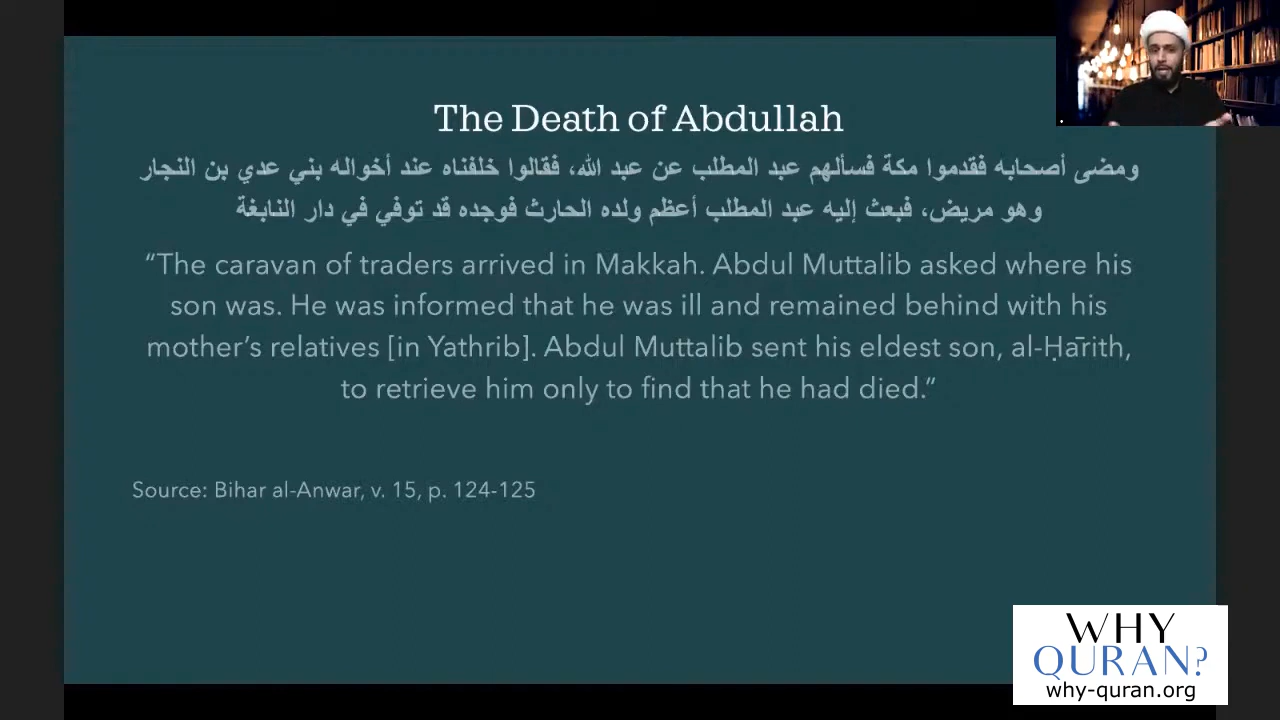 The Death of Abdullah
ومضى أصحابه فقدموا مكة فسألهم عبد المطلب عن عبد الله، فقالوا خلفناه عند أخواله بني عدي بن النجار
وهو مريض، فبعث إليه عبد المطلب أعظم ولده الحارث فوجده قد توفي في دار النابغة
“The caravan of traders arrived in Makkah. Abdul Muttalib asked where his
son was. He was informed that he was ill and remained behind with his
mother’s relatives [in Yathrib]. Abdul Muttalib sent his eldest son, al-Ḥārith,
to retrieve him only to find that he had died.”
Source: Bihar al-Anwar, v. 15, p. 124-125
WHY
QURAN?
why-quran.org